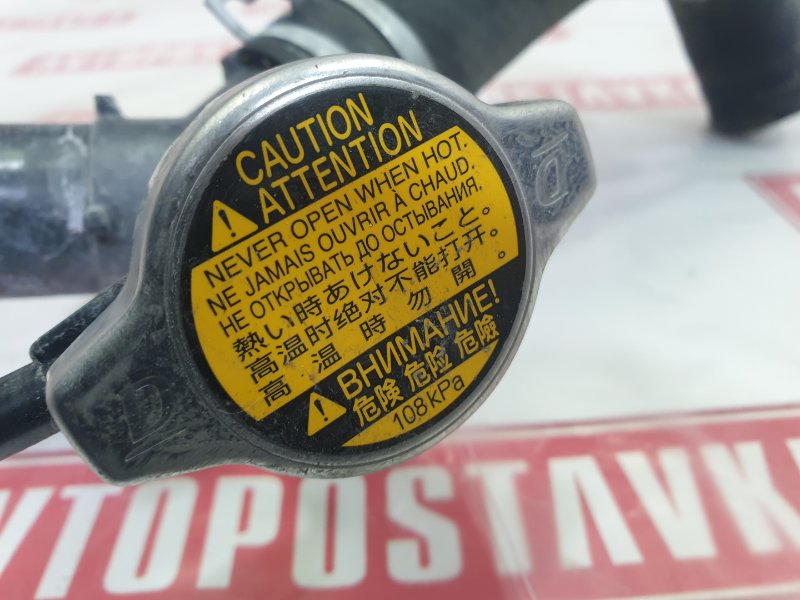 CAUTION
ATTENTION
NEVER OPEN WHEN HOT.
NE JAMAIS OUVRIR À CHAUD.
НЕ ОТКРЫВАТЬ ДО ОСТЫВАНИЯ.
熱い時あけないこと。
高温时绝对不能打开。
高温時勿開。
ВНИМАНИЕ!
危険 危险 危險
108kPa
D
D
VTOPOSTAVK